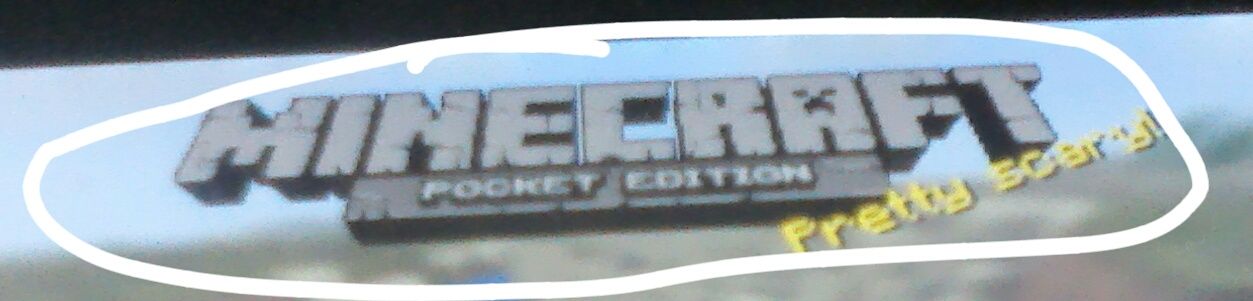 MINECRAFT
POCKET EDITION
Pretty scary!